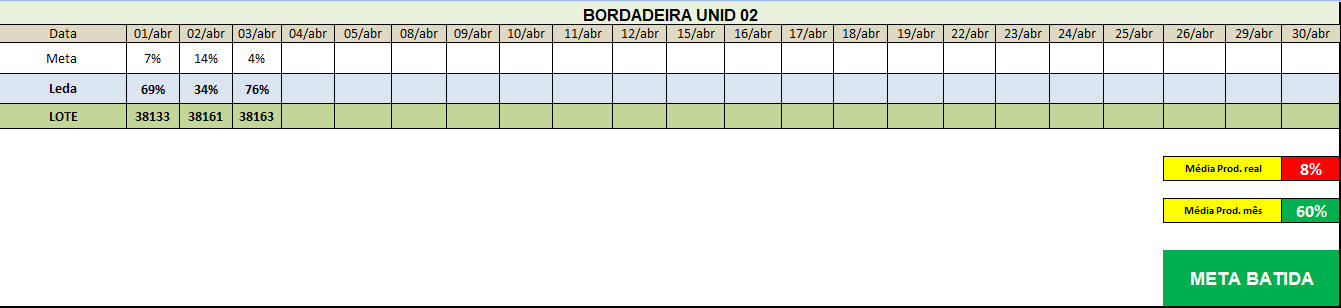 BORDADEIRA UNID 02
Data 01/abr 02/abr 03/abr 04/abr 05/abr 08/abr 09/abr 10/abr 11/abr 12/abr 15/abr 16/abr 17/abr 18/abr 19/abr 22/abr 23/abr 24/abr 25/abr 26/abr 29/abr 30/abr
Meta 7% 14% 4%
Leda 69% 34% 76%
LOTE 38133 38161 38163
Média Prod. real 8%
Média Prod. mês 60%
META BATIDA